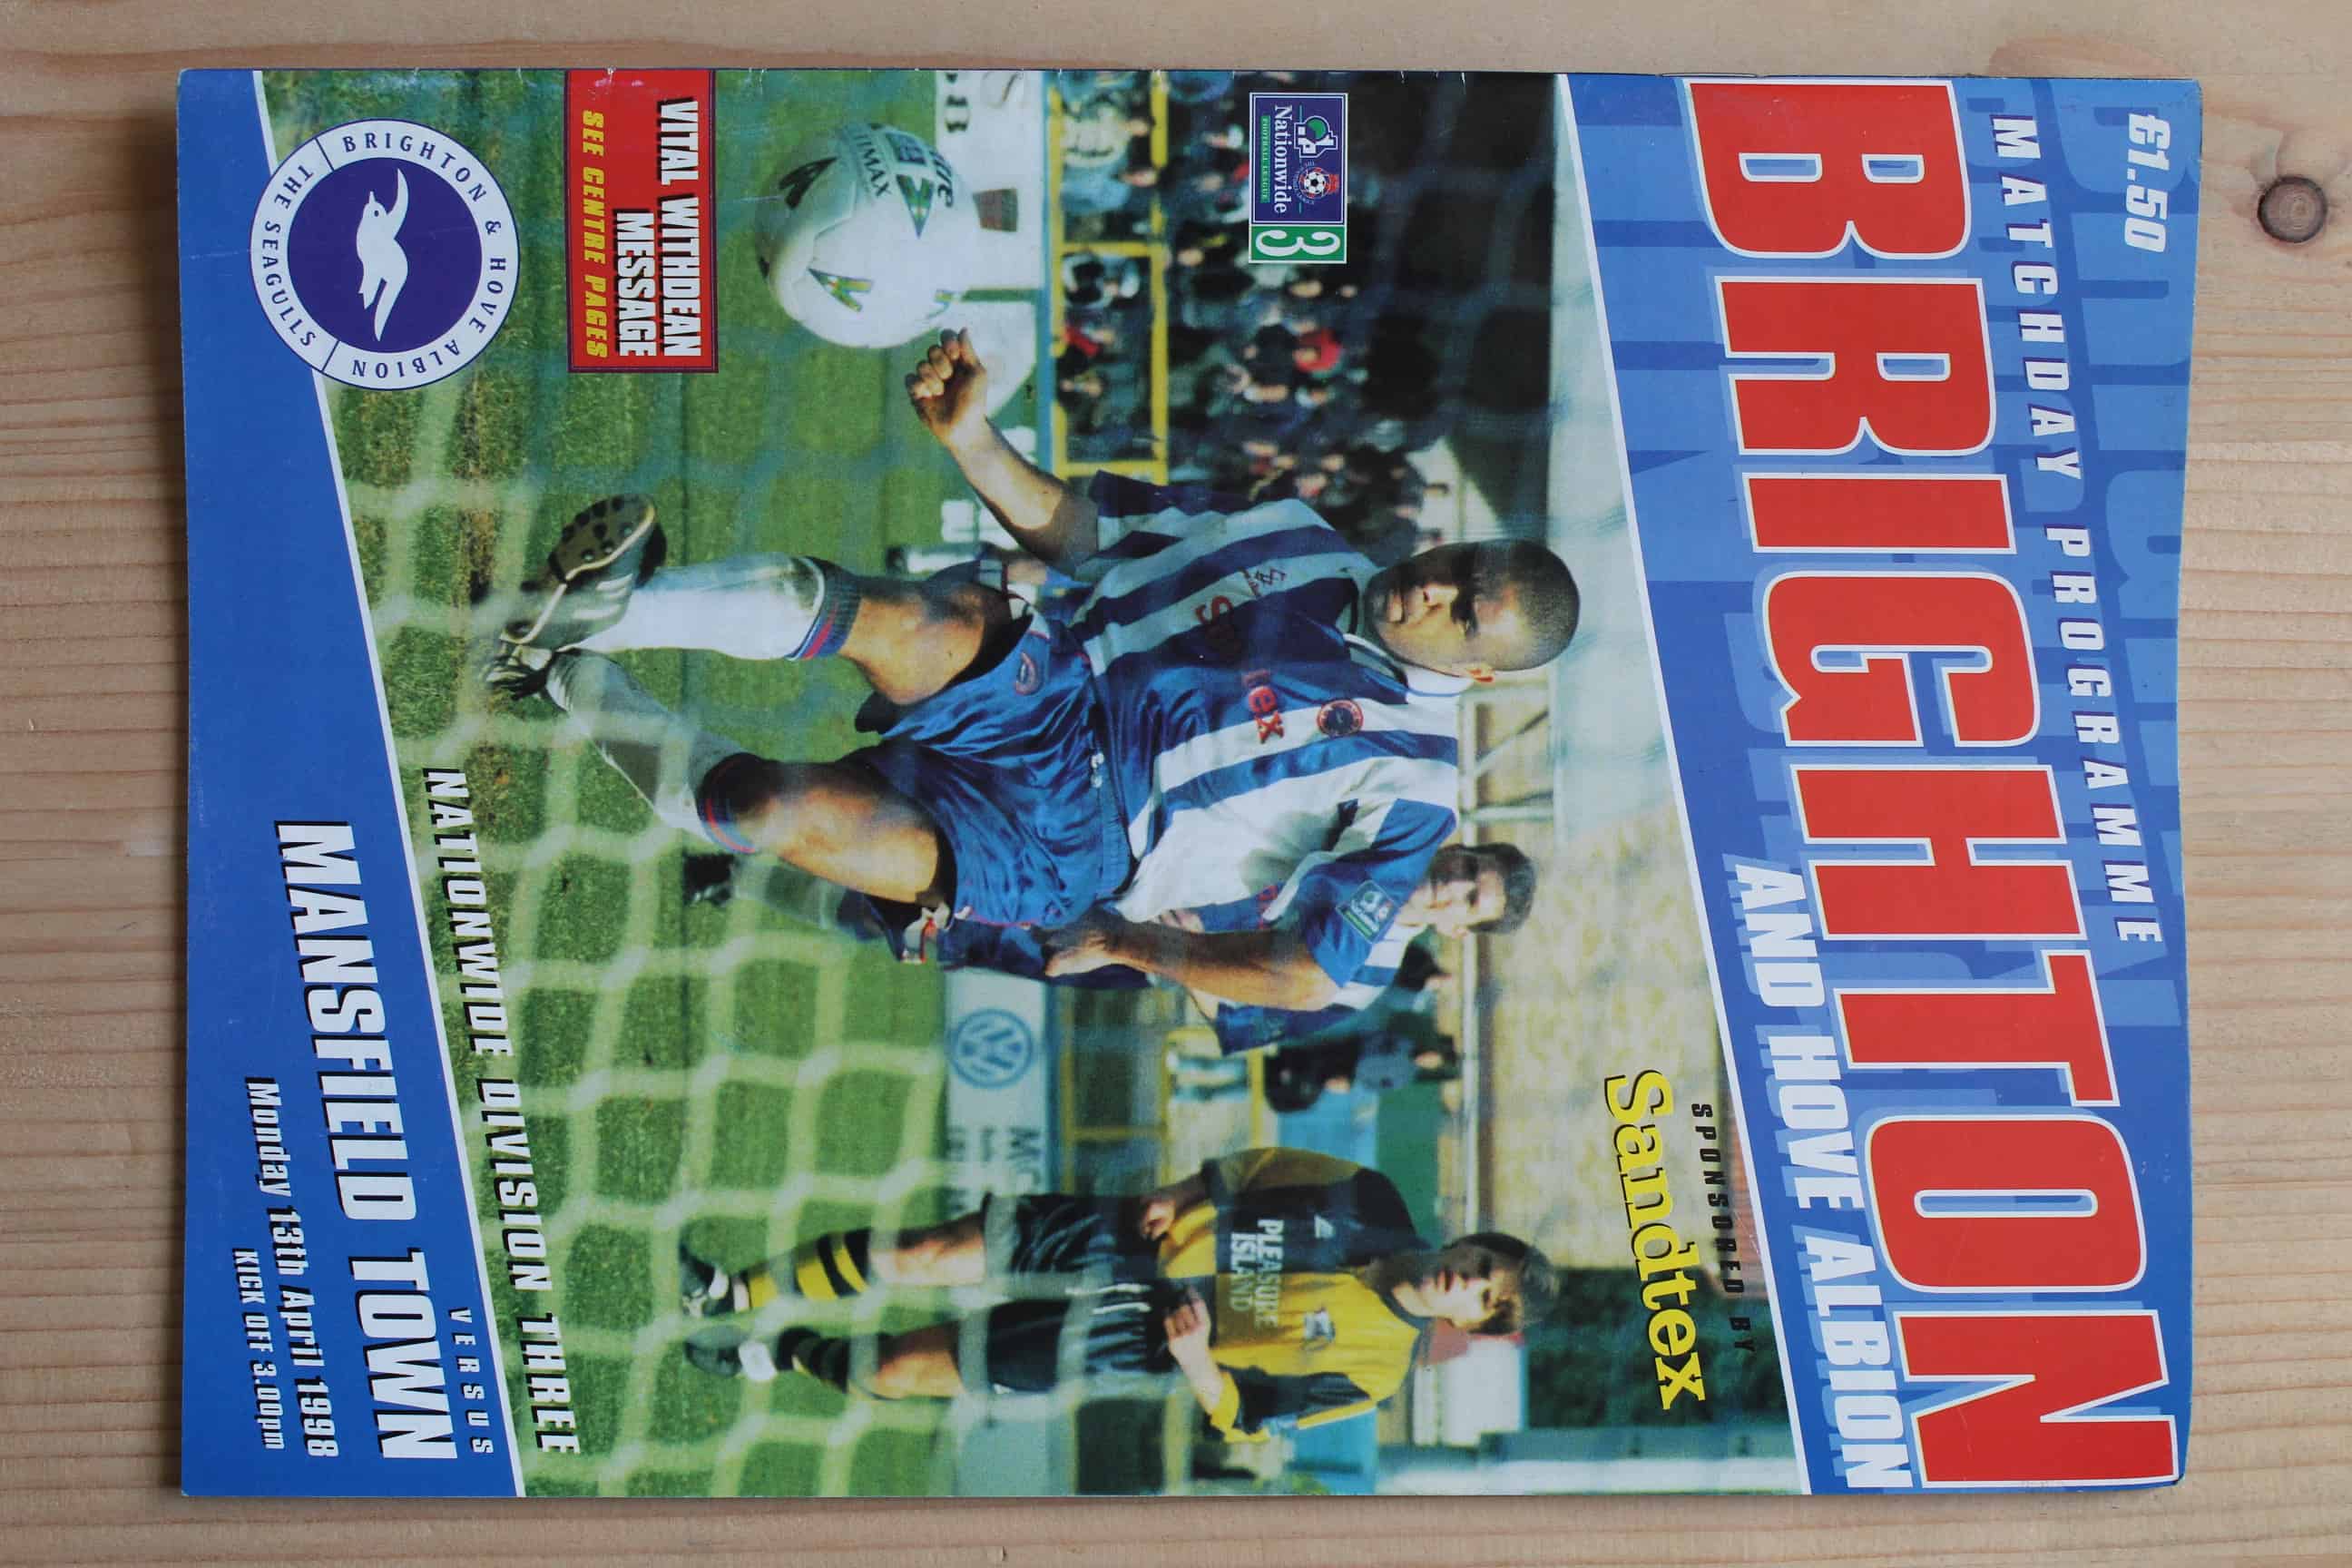 £1.50
MATCHDAY PROGRAMME
BRIGHTON
AND HOVE ALBION
SPONSORED BY
Sandtex
Nationwide
FOOTBALL LEAGUE
3
PLEASURE
ISLAND
VITAL WITHDEAN
MESSAGE
SEE CENTRE PAGES
BRIGHTON & HOVE ALBION
THE SEAGULLS
NATIONWIDE DIVISION THREE
VERSUS
MANSFIELD TOWN
Monday 13th April 1998
KICK OFF 3.00pm